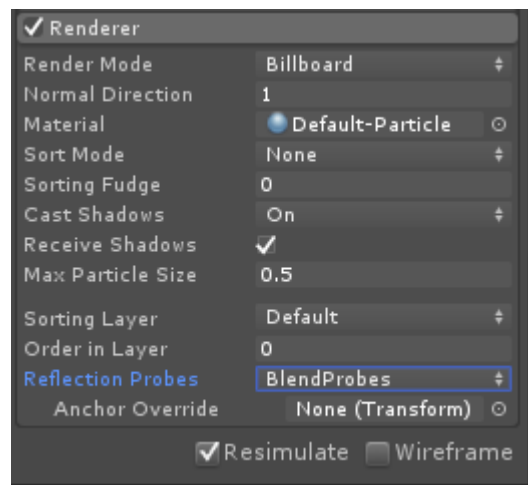 Renderer
Render Mode Billboard
Normal Direction 1
Material Default-Particle
Sort Mode None
Sorting Fudge 0
Cast Shadows On
Receive Shadows
Max Particle Size 0.5
Sorting Layer Default
Order in Layer 0
Reflection Probes BlendProbes
Anchor Override None (Transform)
Resimulate Wireframe